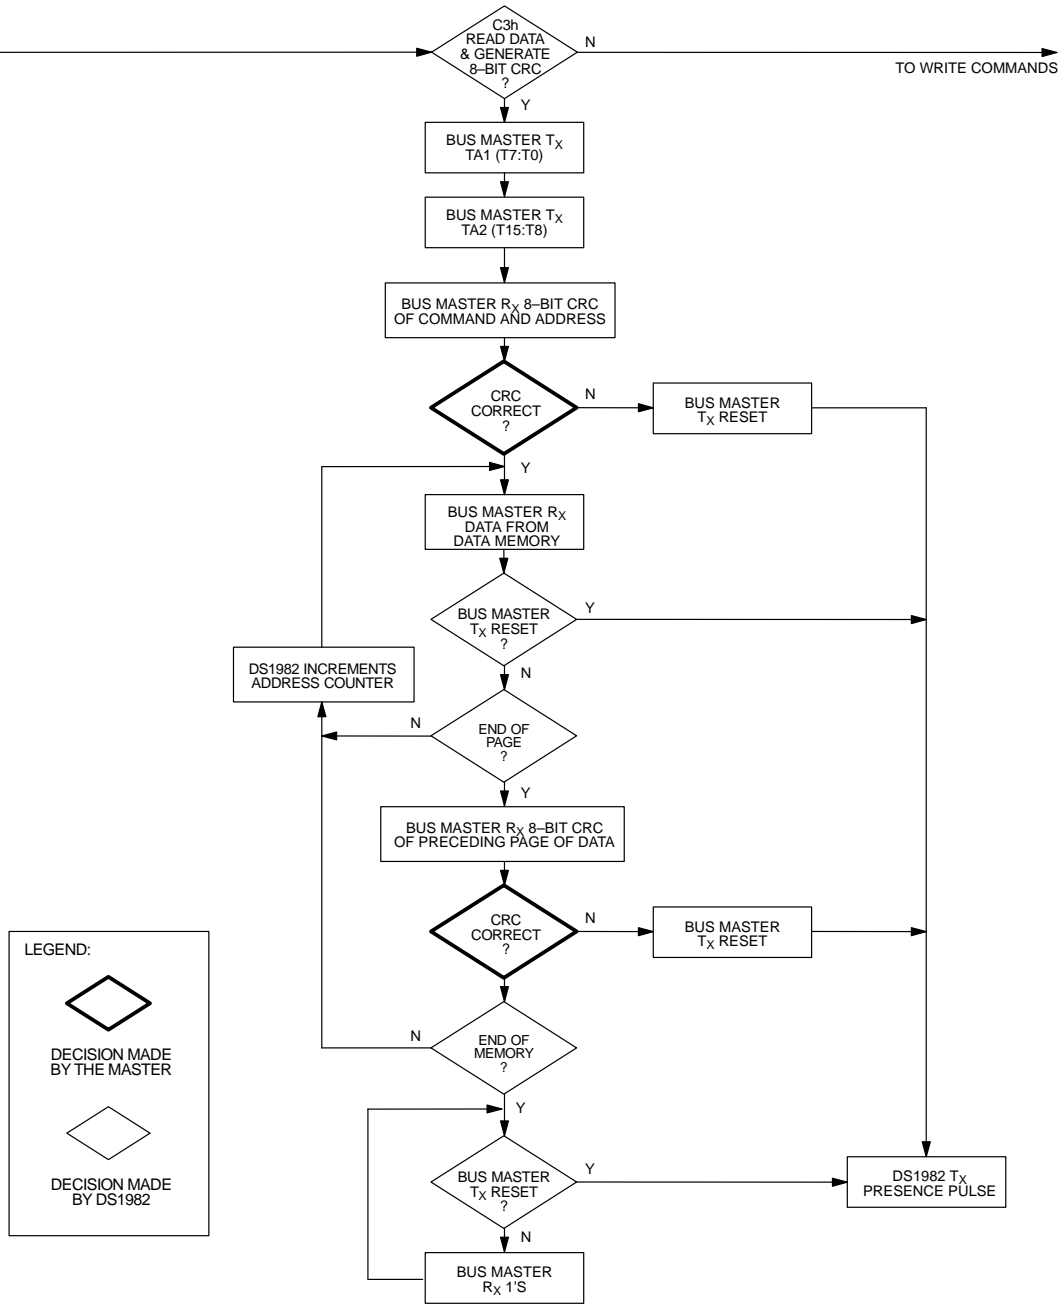 C3h
READ DATA
& GENERATE
8–BIT CRC
?
N
TO WRITE COMMANDS
Y
BUS MASTER TX
TA1 (T7:T0)
BUS MASTER TX
TA2 (T15:T8)
BUS MASTER RX 8–BIT CRC
OF COMMAND AND ADDRESS
CRC
CORRECT
?
N
BUS MASTER
TX RESET
Y
BUS MASTER RX
DATA FROM
DATA MEMORY
BUS MASTER
TX RESET
?
Y
N
DS1982 INCREMENTS
ADDRESS COUNTER
END OF
PAGE
?
N
Y
BUS MASTER RX 8–BIT CRC
OF PRECEDING PAGE OF DATA
CRC
CORRECT
?
N
BUS MASTER
TX RESET
END OF
MEMORY
?
N
Y
BUS MASTER
TX RESET
?
Y
DS1982 TX
PRESENCE PULSE
N
BUS MASTER
RX 1'S
LEGEND:
DECISION MADE
BY THE MASTER
DECISION MADE
BY DS1982